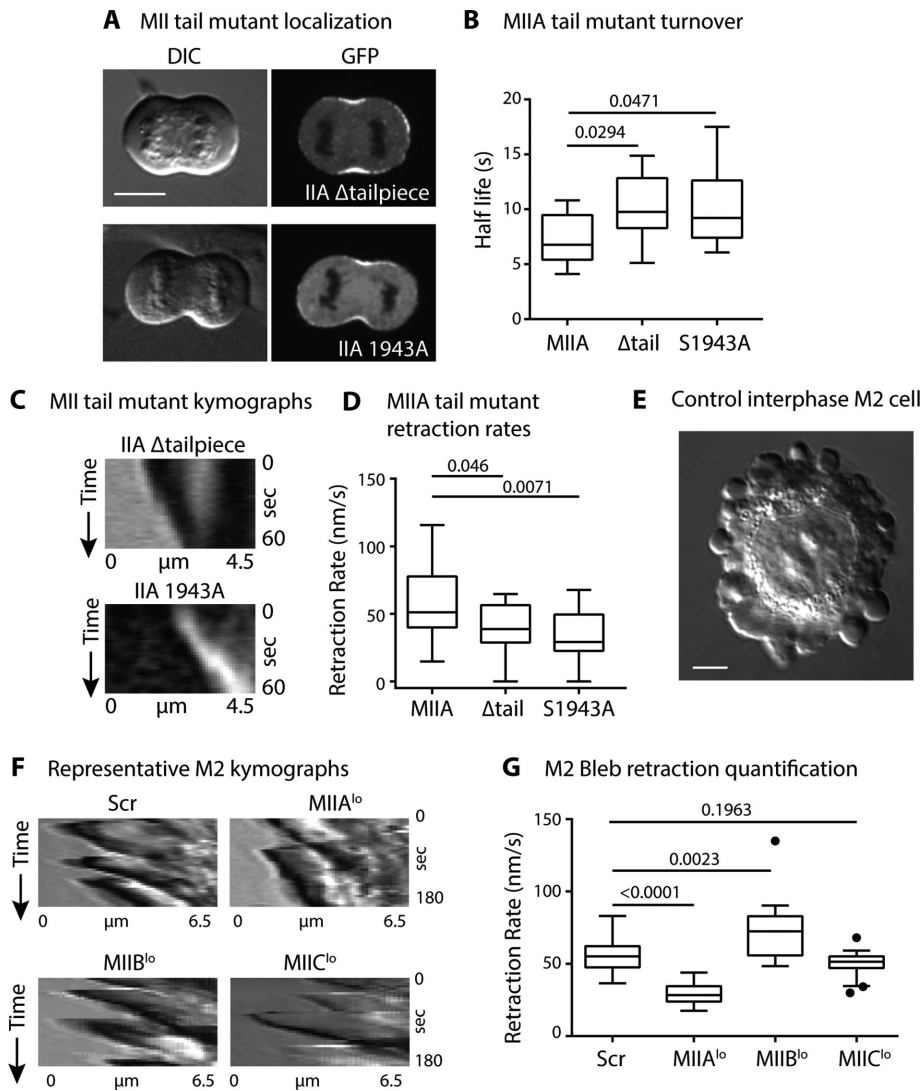 A MII tail mutant localization
DIC GFP
IIA Δtailpiece
IIA 1943A
B MIIA tail mutant turnover
Half life (s)
20
15
10
5
0
0.0471
0.0294
MIIA Δtail S1943A
C MII tail mutant kymographs
IIA Δtailpiece
Time
0
sec
60
0 μm 4.5
IIA 1943A
Time
0
sec
60
0 μm 4.5
D MIIA tail mutant
retraction rates
Retraction Rate (nm/s)
150
100
50
0
0.046
0.0071
MIIA Δtail S1943A
E Control interphase M2 cell
F Representative M2 kymographs
Scr MIIAlo
Time
0
sec
180
0 μm 6.5 0 μm 6.5
MIIBlo MIIClo
Time
0
sec
180
0 μm 6.5 0 μm 6.5
G M2 Bleb retraction quantification
Retraction Rate (nm/s)
150
100
50
0
0.1963
0.0023
<0.0001
Scr MIIAlo MIIBlo MIIClo